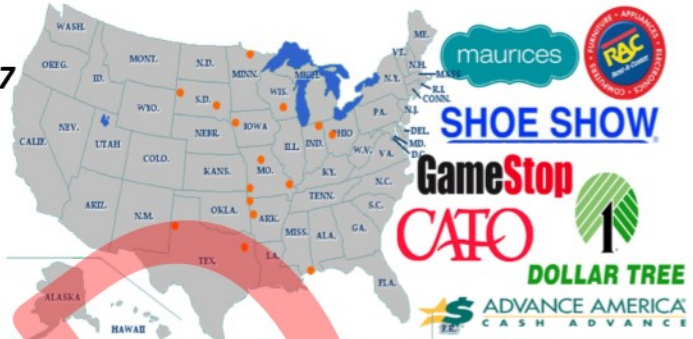 7
WASH.
OREG.
CALIF.
NEV.
ID.
MONT.
WYO.
UTAH
ARIZ.
COLO.
N.M.
N.D.
S.D.
NEBR.
KANS.
OKLA.
TEX.
MINN.
IOWA
MO.
ARK.
LA.
WIS.
ILL.
MICH.
IND.
OHIO
KY.
TENN.
MISS.
ALA.
GA.
FLA.
S.C.
N.C.
VA.
W.V.
PA.
N.Y.
VT.
N.H.
ME.
MASS.
R.I.
CONN.
N.J.
DEL.
MD.
D.C.
ALASKA
HAWAII
P.R.
maurices
FURNITURE • APPLIANCES • ELECTRONICS • COMPUTERS
RAC
Rent-A-Center
SHOE SHOW
GameStop
CATO
1
DOLLAR TREE
ADVANCE AMERICA
CASH ADVANCE